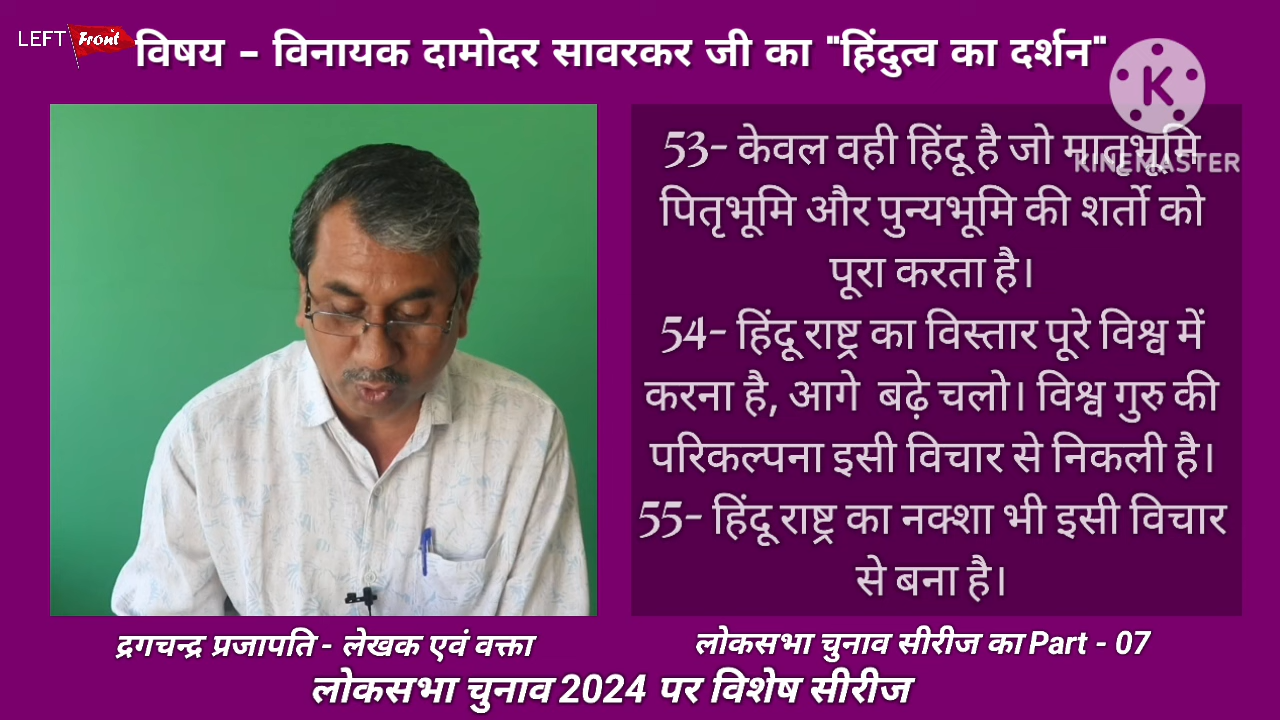 LEFT Front
विषय - विनायक दामोदर सावरकर जी का "हिंदुत्व का दर्शन"
53- केवल वही हिंदू है जो मातृभूमि
पितृभूमि और पुन्यभूमि की शर्तो को
पूरा करता है।
54- हिंदू राष्ट्र का विस्तार पूरे विश्व में
करना है, आगे बढ़े चलो। विश्व गुरु की
परिकल्पना इसी विचार से निकली है।
55- हिंदू राष्ट्र का नक्शा भी इसी विचार
से बना है।
K
KINEMASTER
द्रगचन्द्र प्रजापति - लेखक एवं वक्ता
लोकसभा चुनाव सीरीज का Part - 07
लोकसभा चुनाव 2024 पर विशेष सीरीज